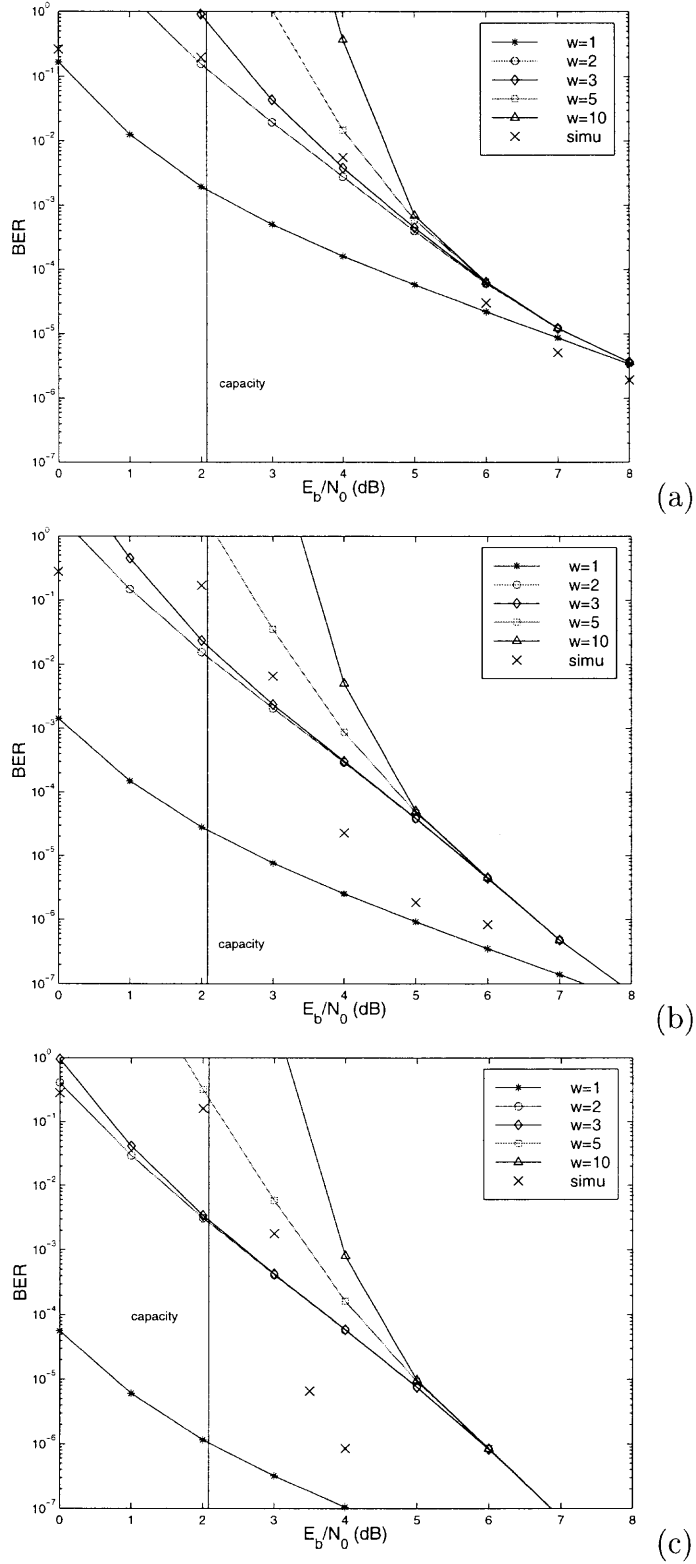 10^0
10^-1
10^-2
10^-3
10^-4
10^-5
10^-6
10^-7
BER
w=1
w=2
w=3
w=5
w=10
simu
capacity
0 1 2 3 4 5 6 7 8
E_b/N_0 (dB)
(a)
10^0
10^-1
10^-2
10^-3
10^-4
10^-5
10^-6
10^-7
BER
w=1
w=2
w=3
w=5
w=10
simu
capacity
0 1 2 3 4 5 6 7 8
E_b/N_0 (dB)
(b)
10^0
10^-1
10^-2
10^-3
10^-4
10^-5
10^-6
10^-7
BER
w=1
w=2
w=3
w=5
w=10
simu
capacity
0 1 2 3 4 5 6 7 8
E_b/N_0 (dB)
(c)